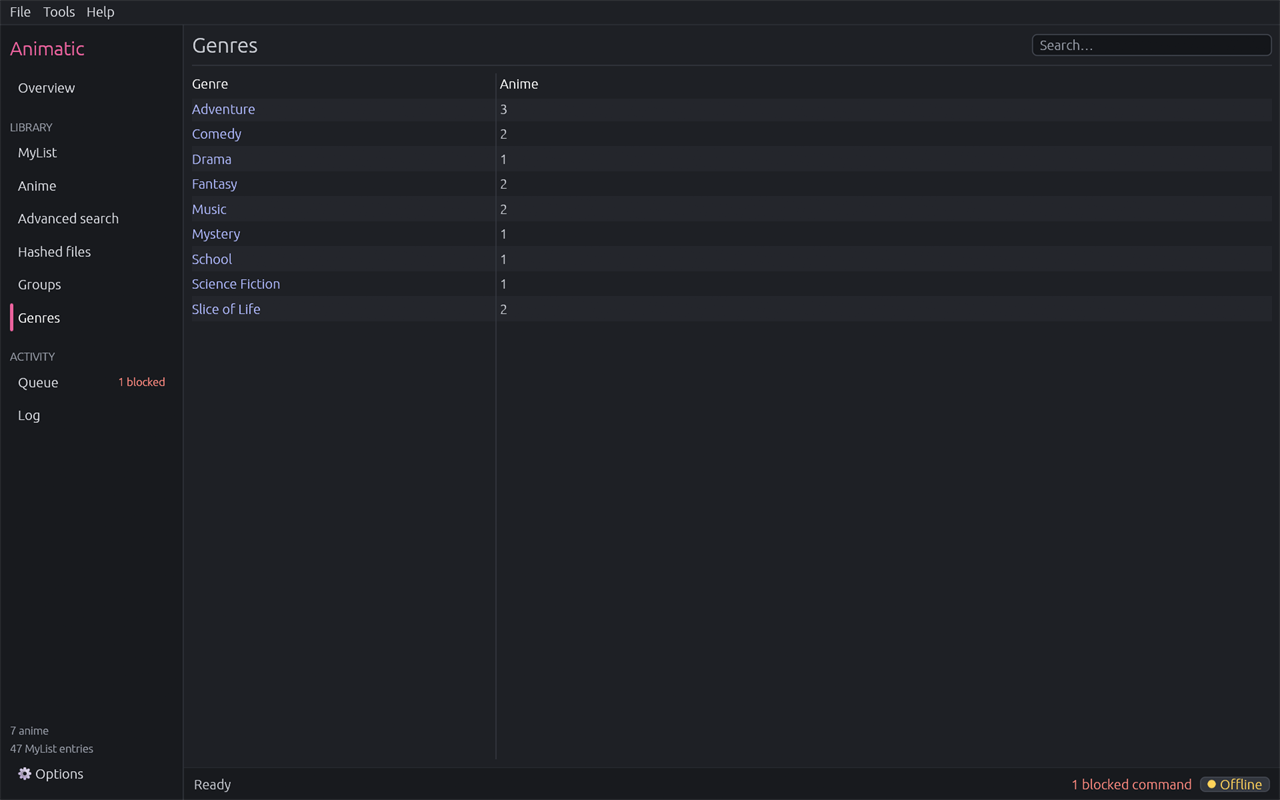 File Tools Help
Animatic
Overview
LIBRARY
MyList
Anime
Advanced search
Hashed files
Groups
Genres
ACTIVITY
Queue 1 blocked
Log
7 anime
47 MyList entries
Options
Genres
Search...
Genre Anime
Adventure 3
Comedy 2
Drama 1
Fantasy 2
Music 2
Mystery 1
School 1
Science Fiction 1
Slice of Life 2
Ready
1 blocked command
Offline